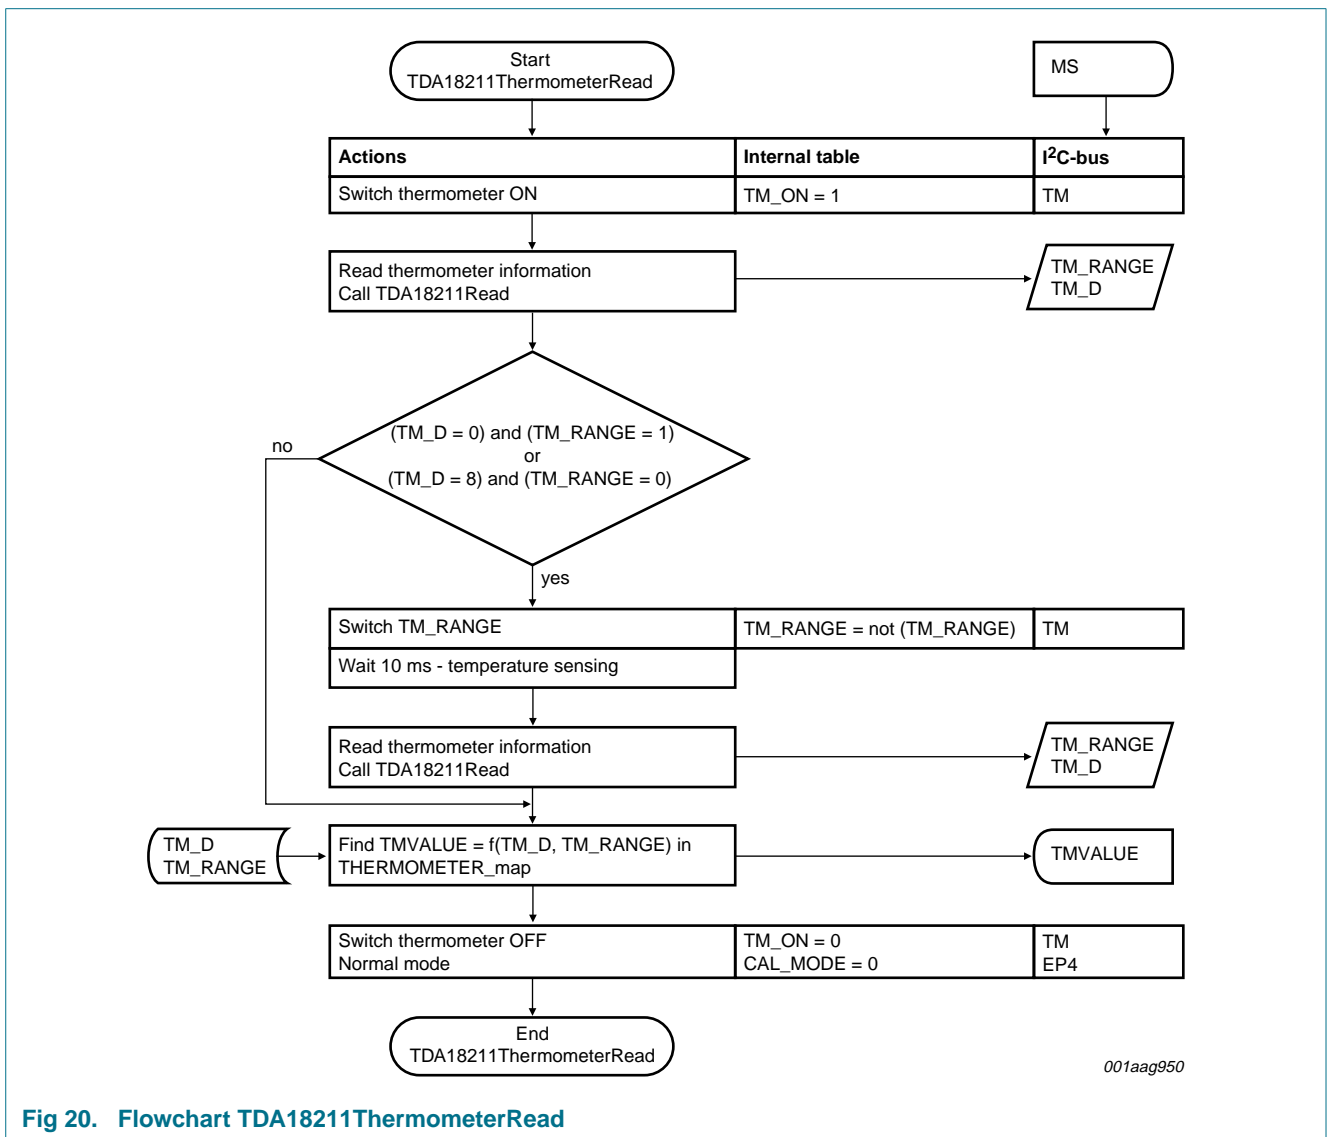 Start
TDA18211ThermometerRead
MS
Actions
Internal table
I2C-bus
Switch thermometer ON
TM_ON = 1
TM
Read thermometer information
Call TDA18211Read
TM_RANGE
TM_D
(TM_D = 0) and (TM_RANGE = 1)
or
(TM_D = 8) and (TM_RANGE = 0)
no
yes
Switch TM_RANGE
TM_RANGE = not (TM_RANGE)
TM
Wait 10 ms - temperature sensing
Read thermometer information
Call TDA18211Read
TM_RANGE
TM_D
TM_D
TM_RANGE
Find TMVALUE = f(TM_D, TM_RANGE) in
THERMOMETER_map
TMVALUE
Switch thermometer OFF
Normal mode
TM_ON = 0
CAL_MODE = 0
TM
EP4
End
TDA18211ThermometerRead
001aag950
Fig 20. Flowchart TDA18211ThermometerRead